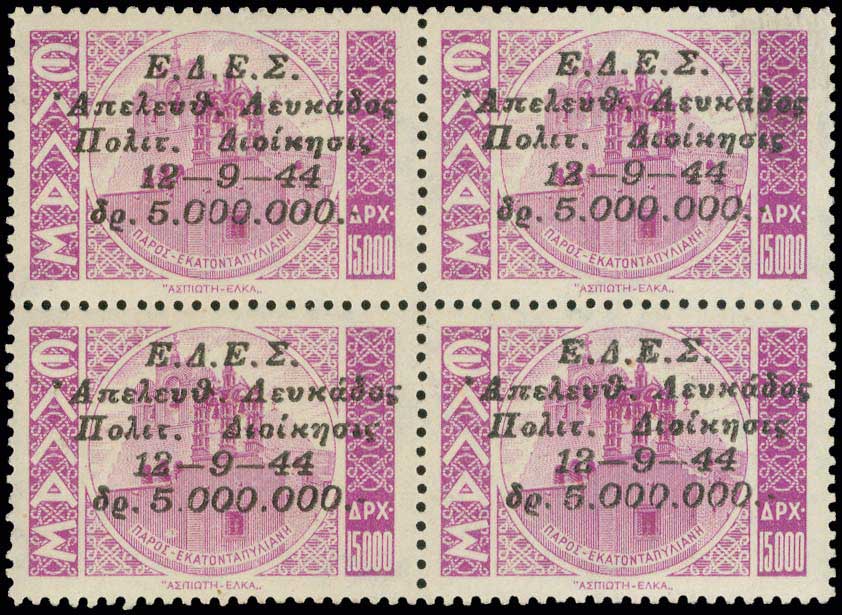 ΕΛΛΑΣ
Ε.Δ.Ε.Σ.
Ἀπελευθ. Λευκάδος
Πολιτ. Διοίκησις
12-9-44
δρ. 5.000.000.
ΔΡΧ·
15000
ΠΑΡΟΣ-ΕΚΑΤΟΝΤΑΠΥΛΙΑΝΗ
"ΑΣΠΙΩΤΗ-ΕΛΚΑ„
ΕΛΛΑΣ
Ε.Δ.Ε.Σ.
Ἀπελευθ. Λευκάδος
Πολιτ. Διοίκησις
12-9-44
δρ. 5.000.000.
ΔΡΧ·
15000
ΠΑΡΟΣ-ΕΚΑΤΟΝΤΑΠΥΛΙΑΝΗ
"ΑΣΠΙΩΤΗ-ΕΛΚΑ„
ΕΛΛΑΣ
Ε.Δ.Ε.Σ.
Ἀπελευθ. Λευκάδος
Πολιτ. Διοίκησις
12-9-44
δρ. 5.000.000.
ΔΡΧ·
15000
ΠΑΡΟΣ-ΕΚΑΤΟΝΤΑΠΥΛΙΑΝΗ
"ΑΣΠΙΩΤΗ-ΕΛΚΑ„
ΕΛΛΑΣ
Ε.Δ.Ε.Σ.
Ἀπελευθ. Λευκάδος
Πολιτ. Διοίκησις
12-9-44
δρ. 5.000.000.
ΔΡΧ·
15000
ΠΑΡΟΣ-ΕΚΑΤΟΝΤΑΠΥΛΙΑΝΗ
"ΑΣΠΙΩΤΗ-ΕΛΚΑ„